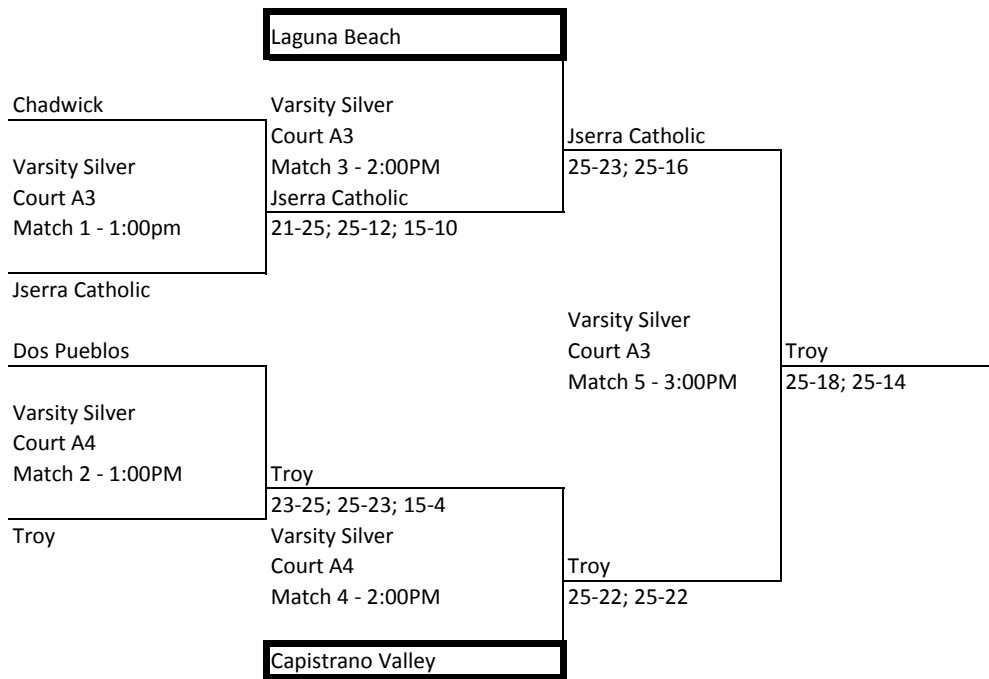 Laguna Beach
Chadwick
Varsity Silver
Court A3
Match 1 - 1:00pm
Jserra Catholic
Varsity Silver
Court A3
Match 3 - 2:00PM
Jserra Catholic
21-25; 25-12; 15-10
Jserra Catholic
25-23; 25-16
Dos Pueblos
Varsity Silver
Court A4
Match 2 - 1:00PM
Troy
Troy
23-25; 25-23; 15-4
Varsity Silver
Court A4
Match 4 - 2:00PM
Capistrano Valley
Troy
25-22; 25-22
Varsity Silver
Court A3
Match 5 - 3:00PM
Troy
25-18; 25-14